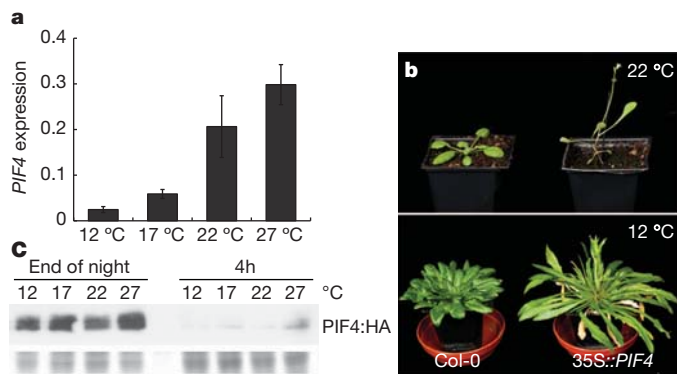 a
0.4
0.3
0.2
0.1
0
PIF4 expression
12 °C 17 °C 22 °C 27 °C
b
22 °C
12 °C
Col-0 35S::PIF4
c
End of night 4h
12 17 22 27 12 17 22 27 °C
PIF4:HA